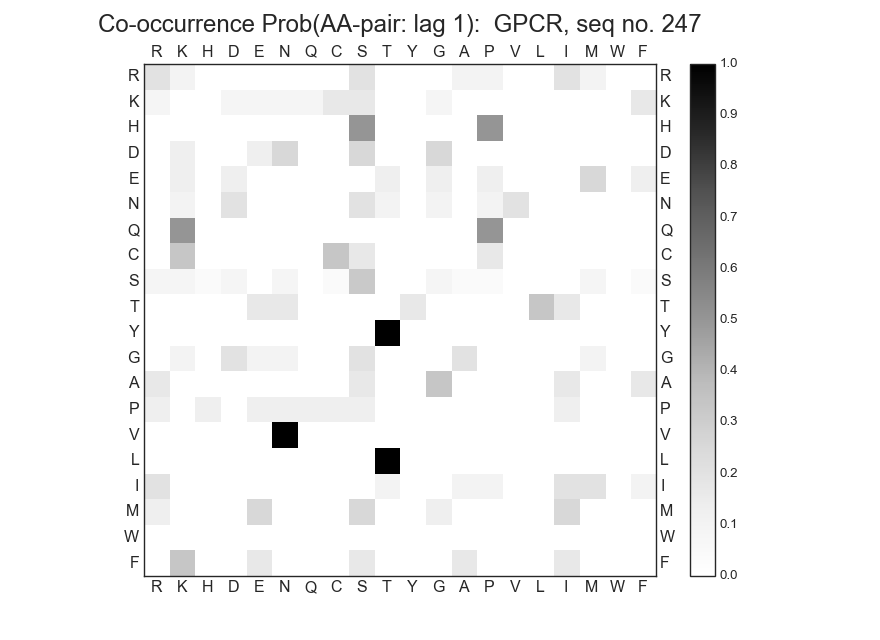 Co-occurrence Prob(AA-pair: lag 1):  GPCR, seq no. 247
R K H D E N Q C S T Y G A P V L I M W F
R R 1.0
K K
H H 0.9
D D
E E 0.8
N N 0.7
Q Q
C C 0.6
S S
T T 0.5
Y Y
G G 0.4
A A
P P 0.3
V V
L L 0.2
I I
M M 0.1
W W
F F 0.0
R K H D E N Q C S T Y G A P V L I M W F